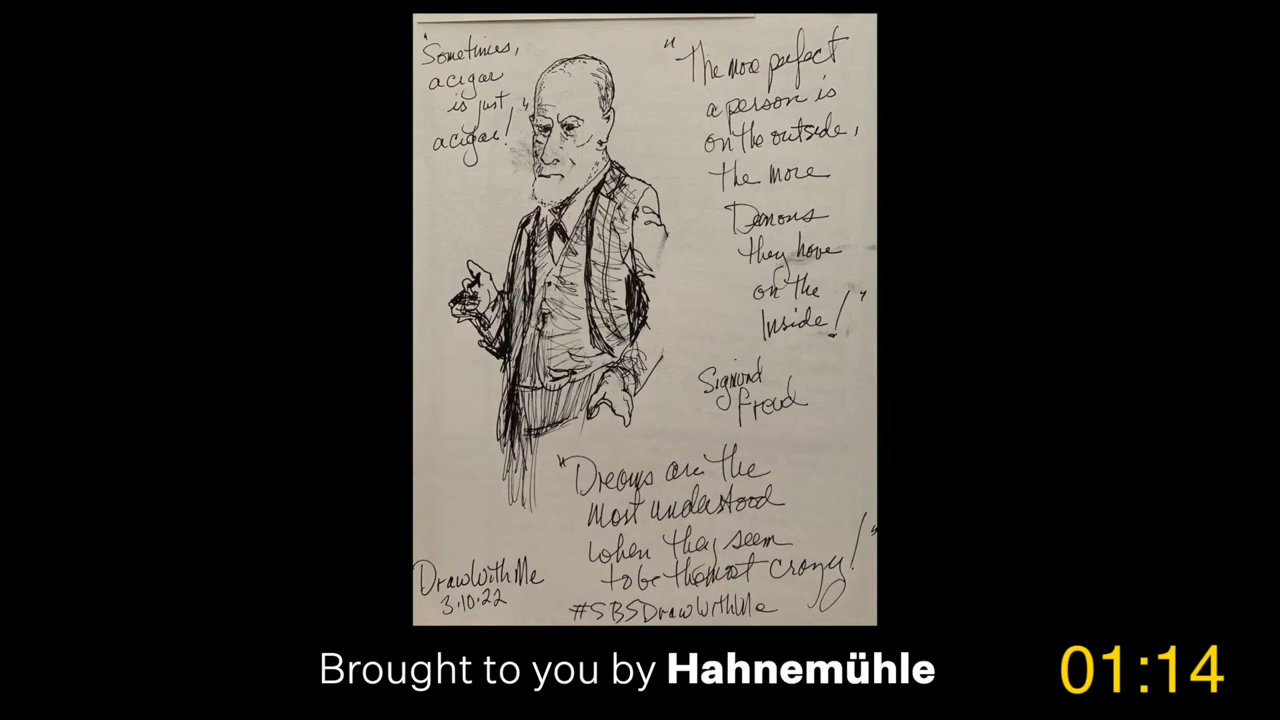 "Sometimes,
a cigar
is just
a cigar!"
"The more perfect
a person is
on the outside,
the more
Demons
they have
on the
Inside!"
Sigmond
Freud
"Dreams are the
most understood
when they seem
to be the most crazy!"
DrawWithMe
3.10.22
#SBSDrawWithMe
Brought to you by Hahnemühle
01:14